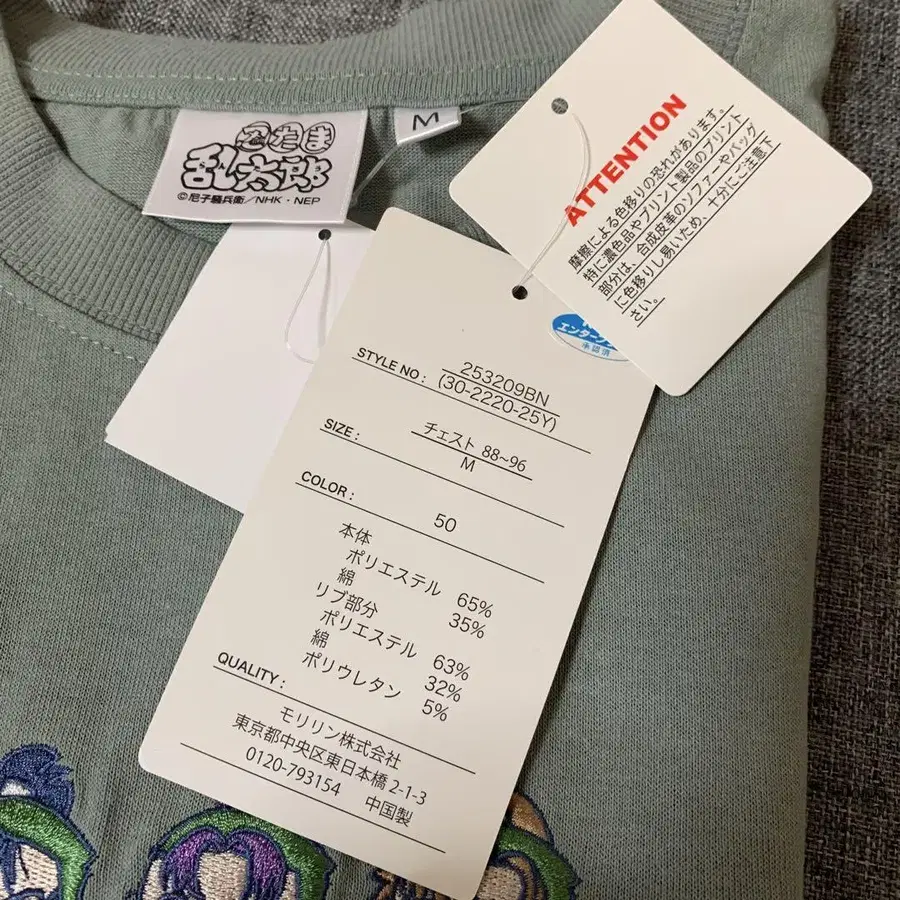 忍たま
乱太郎
©尼子騒兵衛／NHK・NEP
M
ATTENTION
摩擦による色移りの恐れがあります。
特に濃色品やプリント製品のプリント
部分は、合成皮革のソファーやバッグ
に色移りし易いため、十分にご注意下
さい。
承認済
STYLE NO : 253209BN
(30-2220-25Y)
SIZE : チェスト 88~96
M
COLOR :
50
本体
ポリエステル 65%
綿 35%
リブ部分
ポリエステル 63%
綿 32%
ポリウレタン 5%
QUALITY :
モリリン株式会社
東京都中央区東日本橋 2-1-3
0120-793154 中国製